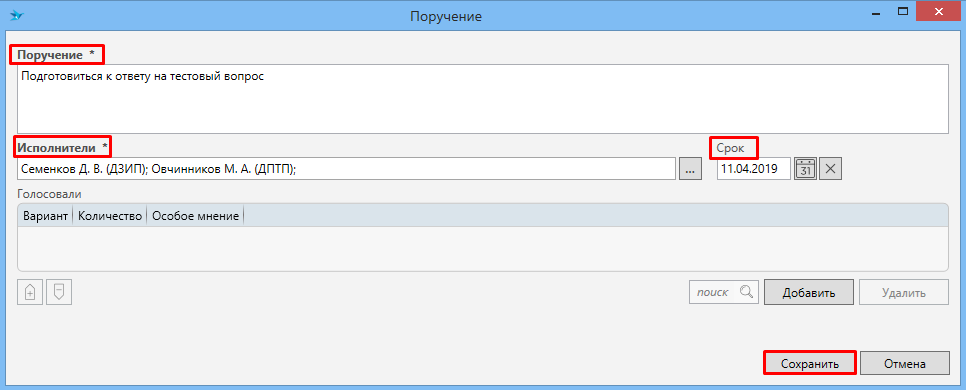 Поручение
Поручение *
Подготовиться к ответу на тестовый вопрос
Исполнители *
Срок
Семенков Д. В. (ДЗИП); Овчинников М. А. (ДПТП);
...
11.04.2019
31
Голосовали
Вариант Количество Особое мнение
поиск
Добавить
Удалить
Сохранить
Отмена